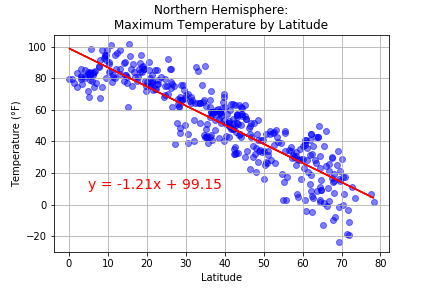 Northern Hemisphere:
Maximum Temperature by Latitude
Temperature (°F)
100
80
60
40
20
0
−20
y = -1.21x + 99.15
0 10 20 30 40 50 60 70 80
Latitude